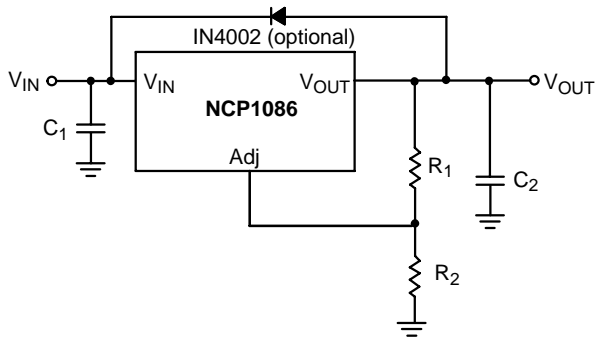 IN4002 (optional)
VIN
VIN
VOUT
VOUT
NCP1086
C1
Adj
R1
C2
R2